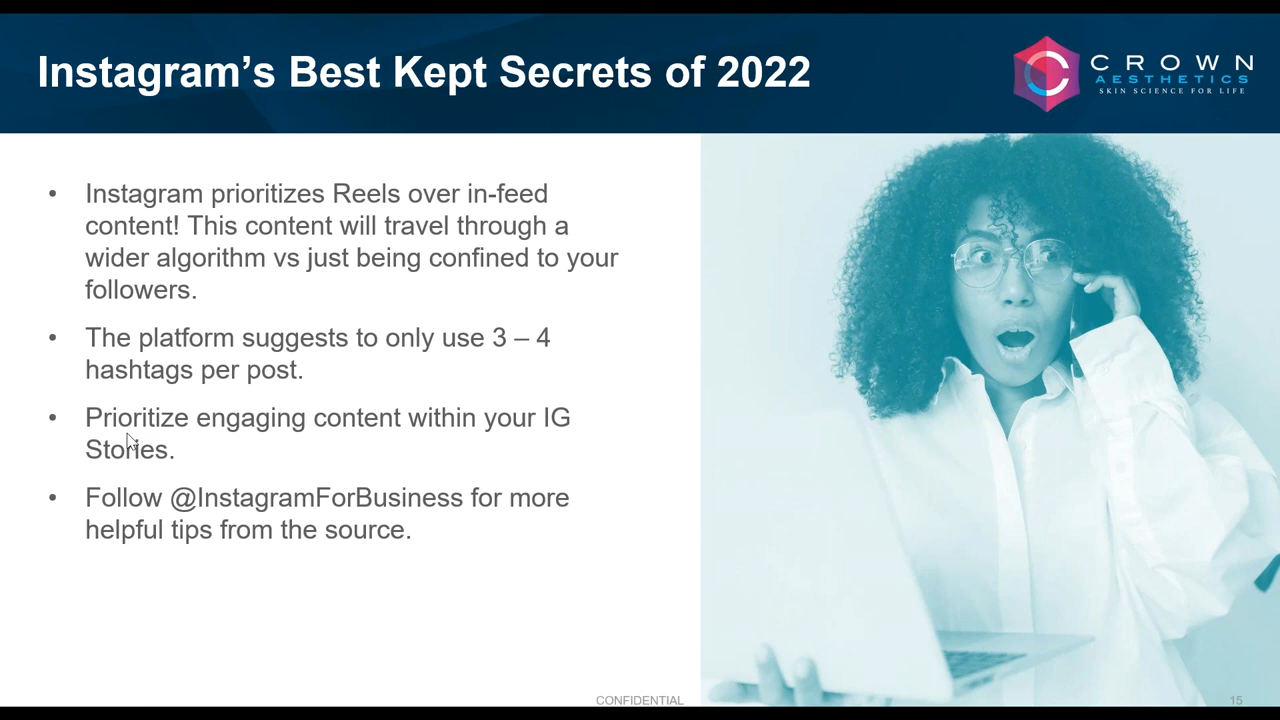 Instagram's Best Kept Secrets of 2022
CROWN
AESTHETICS
SKIN SCIENCE FOR LIFE
• Instagram prioritizes Reels over in-feed
content! This content will travel through a
wider algorithm vs just being confined to your
followers.
• The platform suggests to only use 3 – 4
hashtags per post.
• Prioritize engaging content within your IG
Stories.
• Follow @InstagramForBusiness for more
helpful tips from the source.
CONFIDENTIAL
15